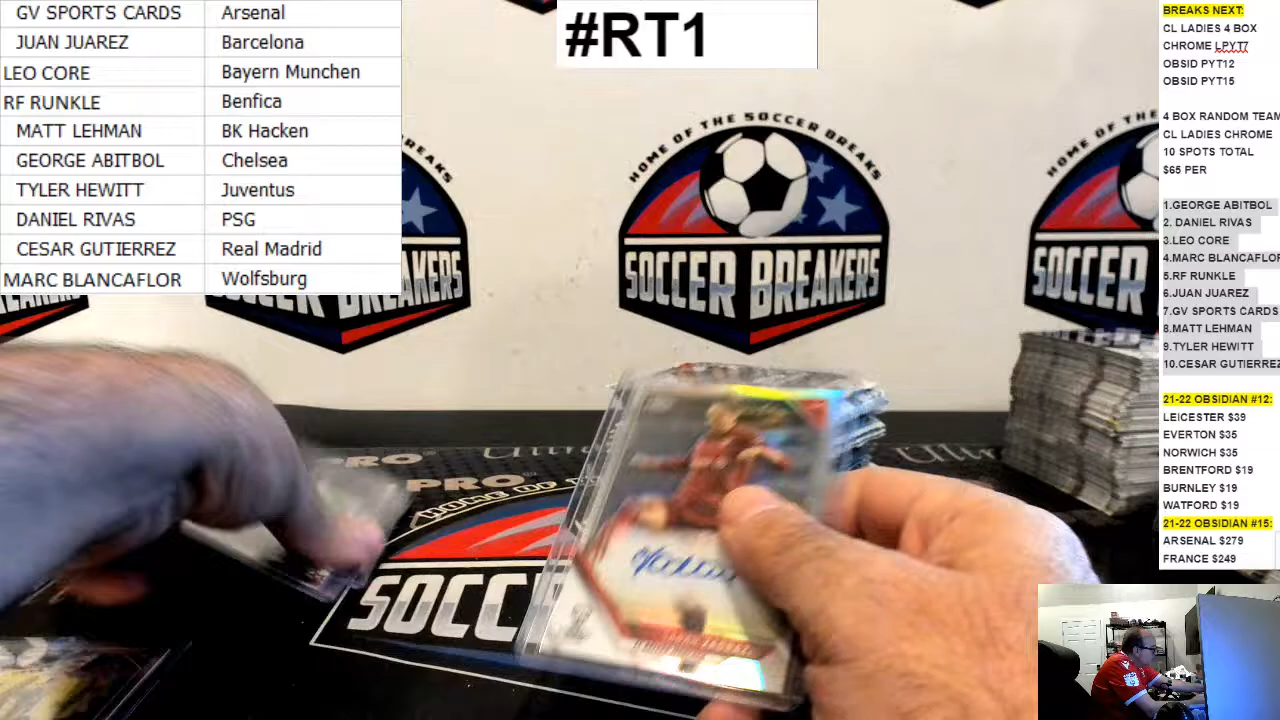 GV SPORTS CARDS Arsenal
JUAN JUAREZ Barcelona
LEO CORE Bayern Munchen
RF RUNKLE Benfica
MATT LEHMAN BK Hacken
GEORGE ABITBOL Chelsea
TYLER HEWITT Juventus
DANIEL RIVAS PSG
CESAR GUTIERREZ Real Madrid
MARC BLANCAFLOR Wolfsburg
#RT1
BREAKS NEXT:
CL LADIES 4 BOX
CHROME LPYT7
OBSID PYT12
OBSID PYT15
4 BOX RANDOM TEAM
CL LADIES CHROME
10 SPOTS TOTAL
$65 PER
1.GEORGE ABITBOL
2. DANIEL RIVAS
3.LEO CORE
4.MARC BLANCAFLOR
5.RF RUNKLE
6.JUAN JUAREZ
7.GV SPORTS CARDS
8.MATT LEHMAN
9.TYLER HEWITT
10.CESAR GUTIERREZ
21-22 OBSIDIAN #12:
LEICESTER $39
EVERTON $35
NORWICH $35
BRENTFORD $19
BURNLEY $19
WATFORD $19
21-22 OBSIDIAN #15:
ARSENAL $279
FRANCE $249
HOME OF THE SOCCER BREAKS
SOCCER BREAKERS
AKERS
SOCCER
SOCCER BREAKERS
PRO
PRO
HOME OF
SOCC